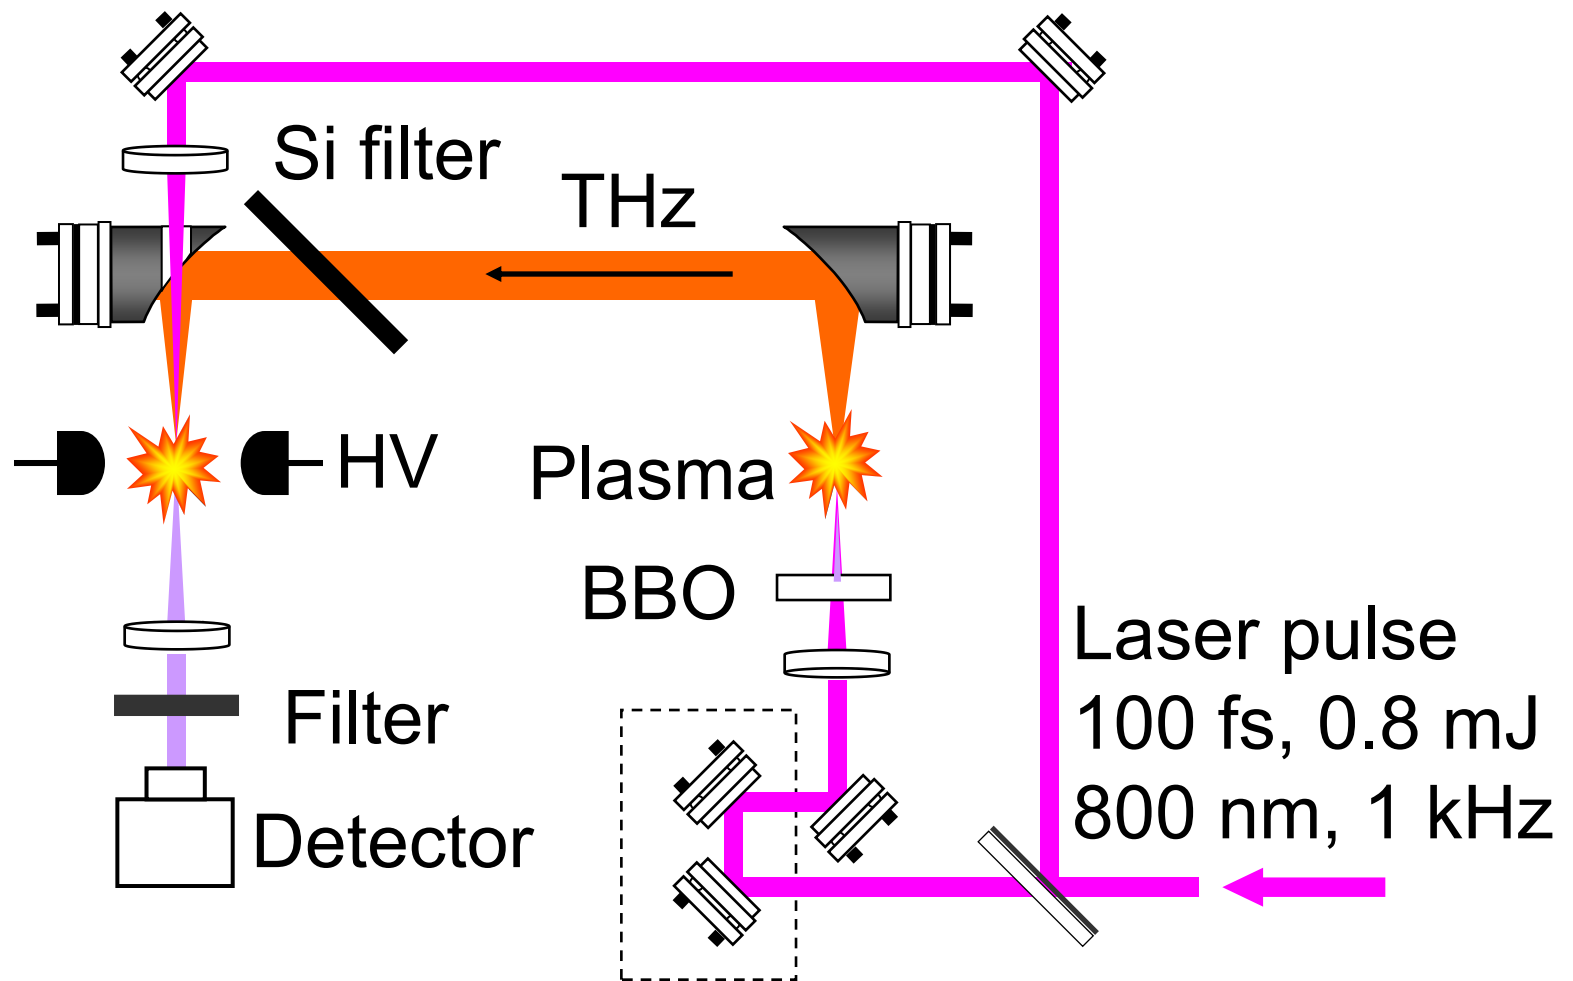 Si filter
THz
HV
Plasma
BBO
Laser pulse
100 fs, 0.8 mJ
800 nm, 1 kHz
Filter
Detector